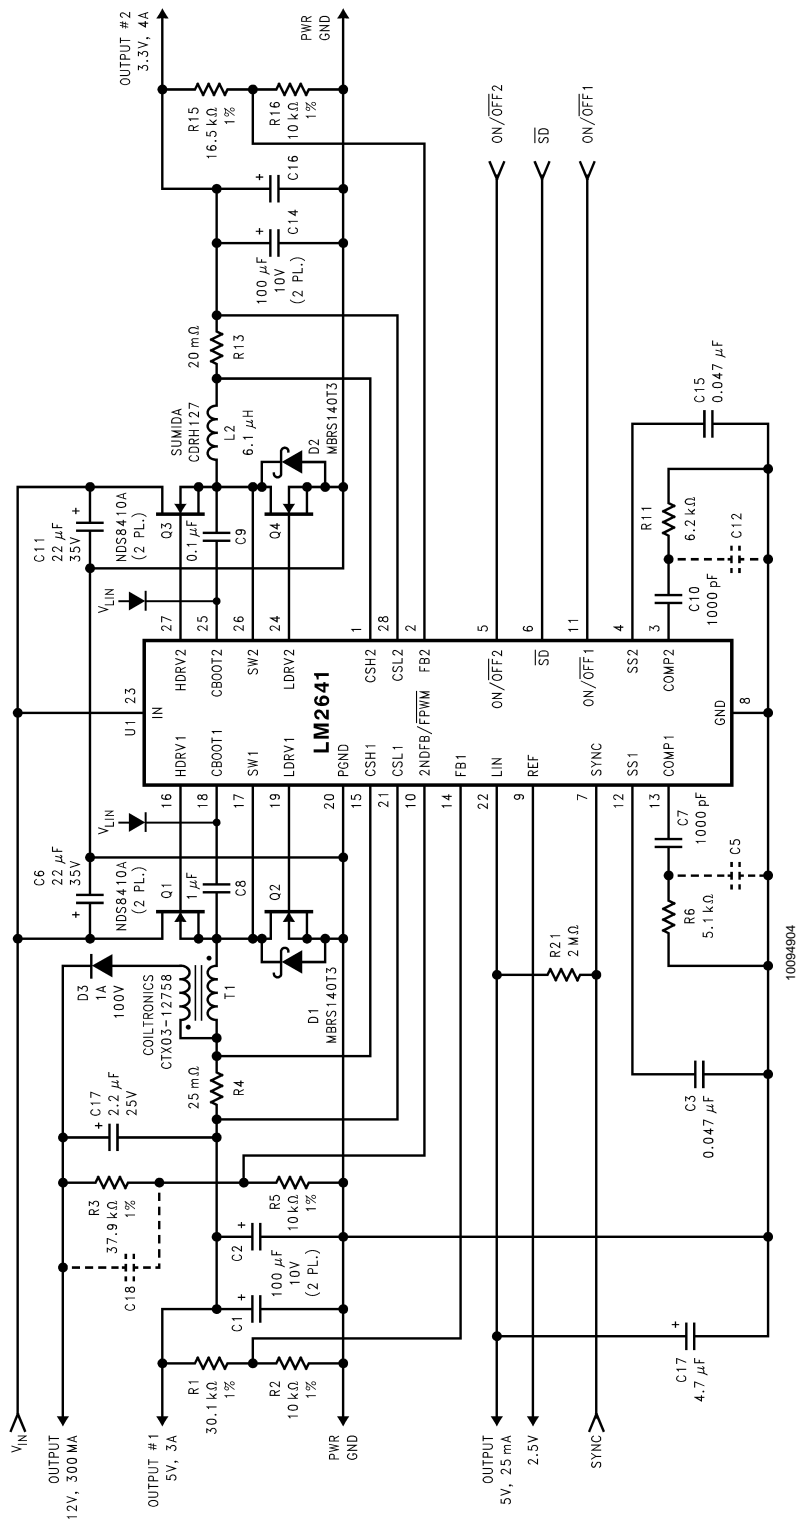 OUTPUT #2
3.3V, 4A
PWR
GND
R15
16.5 kΩ
1%
R16
10 kΩ
1%
ON/OFF2
SD
ON/OFF1
+
C16
+
C14
100 μF
10V
(2 PL.)
20 mΩ
R13
SUMIDA
CDRH127
L2
6.1 μH
D2
MBRS140T3
C15
0.047 μF
C11
22 μF
35V
+
NDS8410A
(2 PL.)
Q3
0.1 μF
C9
Q4
R11
6.2 kΩ
C12
C10
1000 pF
VLIN
27
25
26
24
1
28
2
5
6
11
4
3
HDRV2
CBOOT2
SW2
LDRV2
CSH2
CSL2
FB2
ON/OFF2
SD
ON/OFF1
SS2
COMP2
U1
23
IN
LM2641
GND
8
HDRV1
CBOOT1
SW1
LDRV1
PGND
CSH1
CSL1
2NDFB/FPWM
FB1
LIN
REF
SYNC
SS1
COMP1
16
18
17
19
20
15
21
10
14
22
9
7
12
13
VLIN
C6
22 μF
35V
+
NDS8410A
(2 PL.)
Q1
1 μF
C8
Q2
C7
1000 pF
C5
R6
5.1 kΩ
D3
1A
100V
COILTRONICS
CTX03-12758
T1
D1
MBRS140T3
R21
2 MΩ
10094904
+
C17
2.2 μF
25V
25 mΩ
R4
C3
0.047 μF
R3
37.9 kΩ
1%
R5
10 kΩ
1%
C18
C2
+
C1
+
100 μF
10V
(2 PL.)
R1
30.1 kΩ
1%
R2
10 kΩ
1%
+
C17
4.7 μF
VIN
OUTPUT
12V, 300 MA
OUTPUT #1
5V, 3A
PWR
GND
OUTPUT
5V, 25 mA
2.5V
SYNC